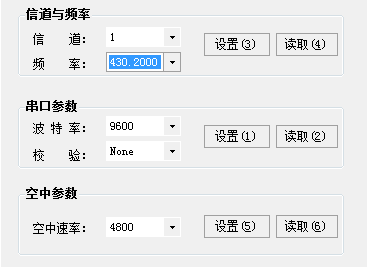 信道与频率
信 道： 1 设置(3) 读取(4)
频 率： 430.2000
串口参数
波 特 率： 9600 设置(1) 读取(2)
校 验： None
空中参数
空中速率： 4800 设置(5) 读取(6)